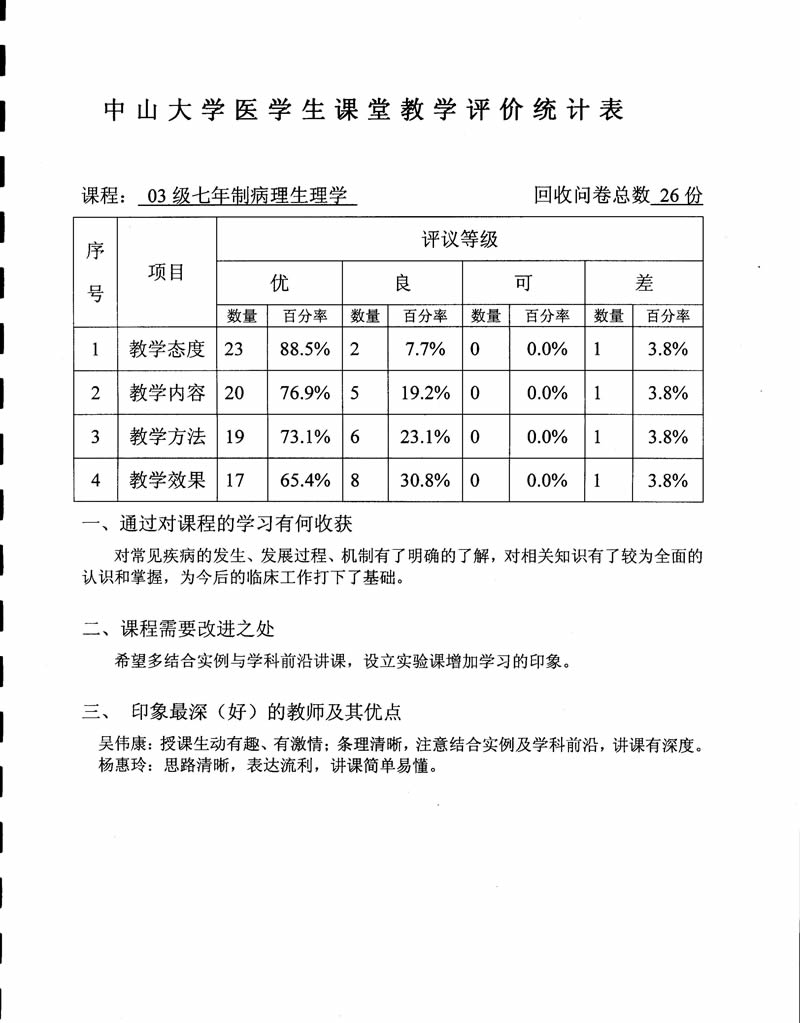 中山大学医学生课堂教学评价统计表
课程： 03 级七年制病理生理学 回收问卷总数 26 份
序号 项目 评议等级
优 良 可 差
数量 百分率 数量 百分率 数量 百分率 数量 百分率
1 教学态度 23 88.5% 2 7.7% 0 0.0% 1 3.8%
2 教学内容 20 76.9% 5 19.2% 0 0.0% 1 3.8%
3 教学方法 19 73.1% 6 23.1% 0 0.0% 1 3.8%
4 教学效果 17 65.4% 8 30.8% 0 0.0% 1 3.8%
一、通过对课程的学习有何收获
对常见疾病的发生、发展过程、机制有了明确的了解，对相关知识有了较为全面的
认识和掌握，为今后的临床工作打下了基础。
二、课程需要改进之处
希望多结合实例与学科前沿讲课，设立实验课增加学习的印象。
三、 印象最深（好）的教师及其优点
吴伟康：授课生动有趣、有激情；条理清晰，注意结合实例及学科前沿，讲课有深度。
杨惠玲：思路清晰，表达流利，讲课简单易懂。